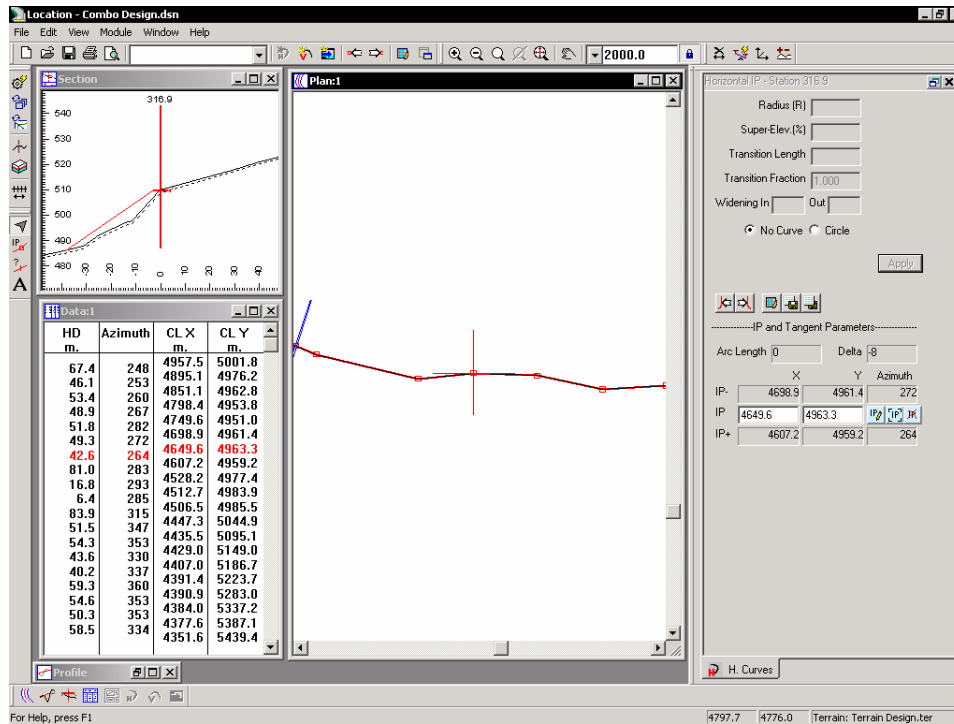 Location - Combo Design.dsn
File Edit View Module Window Help
2000.0
Section
316.9
540
530
520
510
500
490
480
-30 -20 -10 0 10 20 30 40
Data:1
HD Azimuth CL X CL Y
m. m. m.
4957.5 5001.8
67.4 248 4895.1 4976.2
46.1 253 4851.1 4962.8
53.4 260 4798.4 4953.8
48.9 267 4749.6 4951.0
51.8 282 4698.9 4961.4
49.3 272 4649.6 4963.3
42.6 264 4607.2 4959.2
81.0 283 4528.2 4977.4
16.8 293 4512.7 4983.9
6.4 285 4506.5 4985.5
83.9 315 4447.3 5044.9
51.5 347 4435.5 5095.1
54.3 353 4429.0 5149.0
43.6 330 4407.0 5186.7
40.2 337 4391.4 5223.7
59.3 360 4390.9 5283.0
54.6 353 4384.0 5337.2
50.3 353 4377.6 5387.1
58.5 334 4351.6 5439.4
Profile
Plan:1
Horizontal IP - Station 316.9
Radius (R)
Super-Elev.(%)
Transition Length
Transition Fraction 1.000
Widening In Out
No Curve Circle
Apply
IP and Tangent Parameters
Arc Length 0 Delta -8
X Y Azimuth
IP- 4698.9 4961.4 272
IP 4649.6 4963.3
IP+ 4607.2 4959.2 264
H. Curves
For Help, press F1
4797.7 4776.0 Terrain: Terrain Design.ter